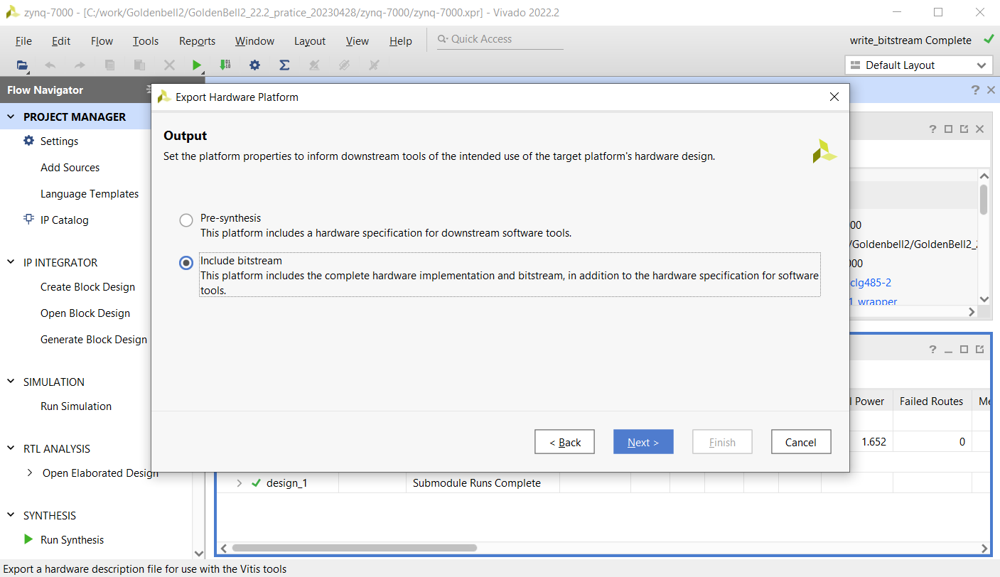 zynq-7000 - [C:/work/Goldenbell2/GoldenBell2_22.2_pratice_20230428/zynq-7000/zynq-7000.xpr] - Vivado 2022.2
File Edit Flow Tools Reports Window Layout View Help Quick Access write_bitstream Complete
Default Layout
Flow Navigator
PROJECT MANAGER
Settings
Add Sources
Language Templates
IP Catalog
IP INTEGRATOR
Create Block Design
Open Block Design
Generate Block Design
SIMULATION
Run Simulation
RTL ANALYSIS
Open Elaborated Design
SYNTHESIS
Run Synthesis
Export Hardware Platform
Output
Set the platform properties to inform downstream tools of the intended use of the target platform's hardware design.
Pre-synthesis
This platform includes a hardware specification for downstream software tools.
Include bitstream
This platform includes the complete hardware implementation and bitstream, in addition to the hardware specification for software
tools.
< Back Next > Finish Cancel
00
/Goldenbell2/GoldenBell2_
000
clg485-2
1_wrapper
Power Failed Routes Me
1.652 0
design_1 Submodule Runs Complete
Export a hardware description file for use with the Vitis tools